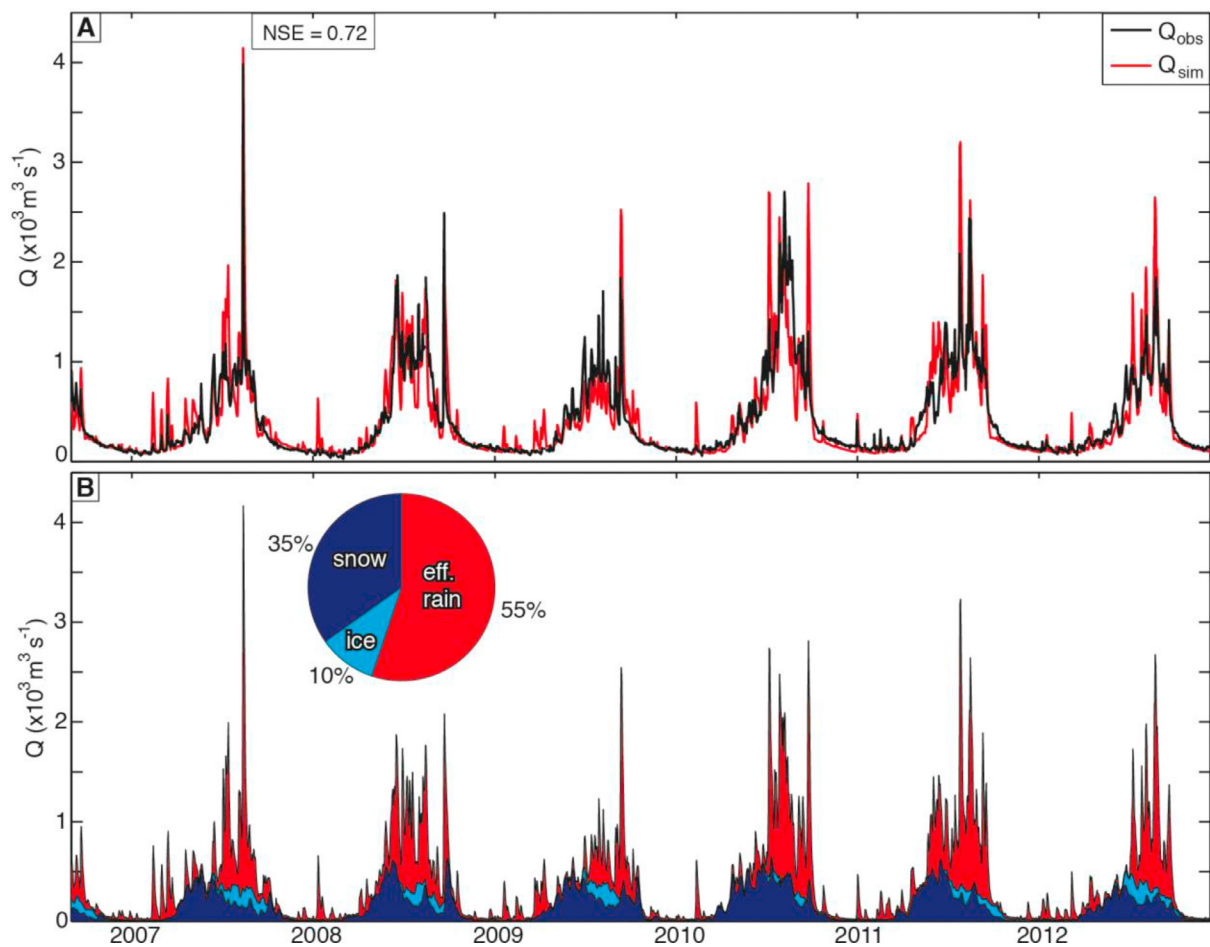 A
NSE = 0.72
Qobs
Qsim
4
3
2
1
0
Q (x10³ m³ s⁻¹)
B
4
3
2
1
0
Q (x10³ m³ s⁻¹)
35%
snow
eff.
rain
55%
ice
10%
2007 2008 2009 2010 2011 2012